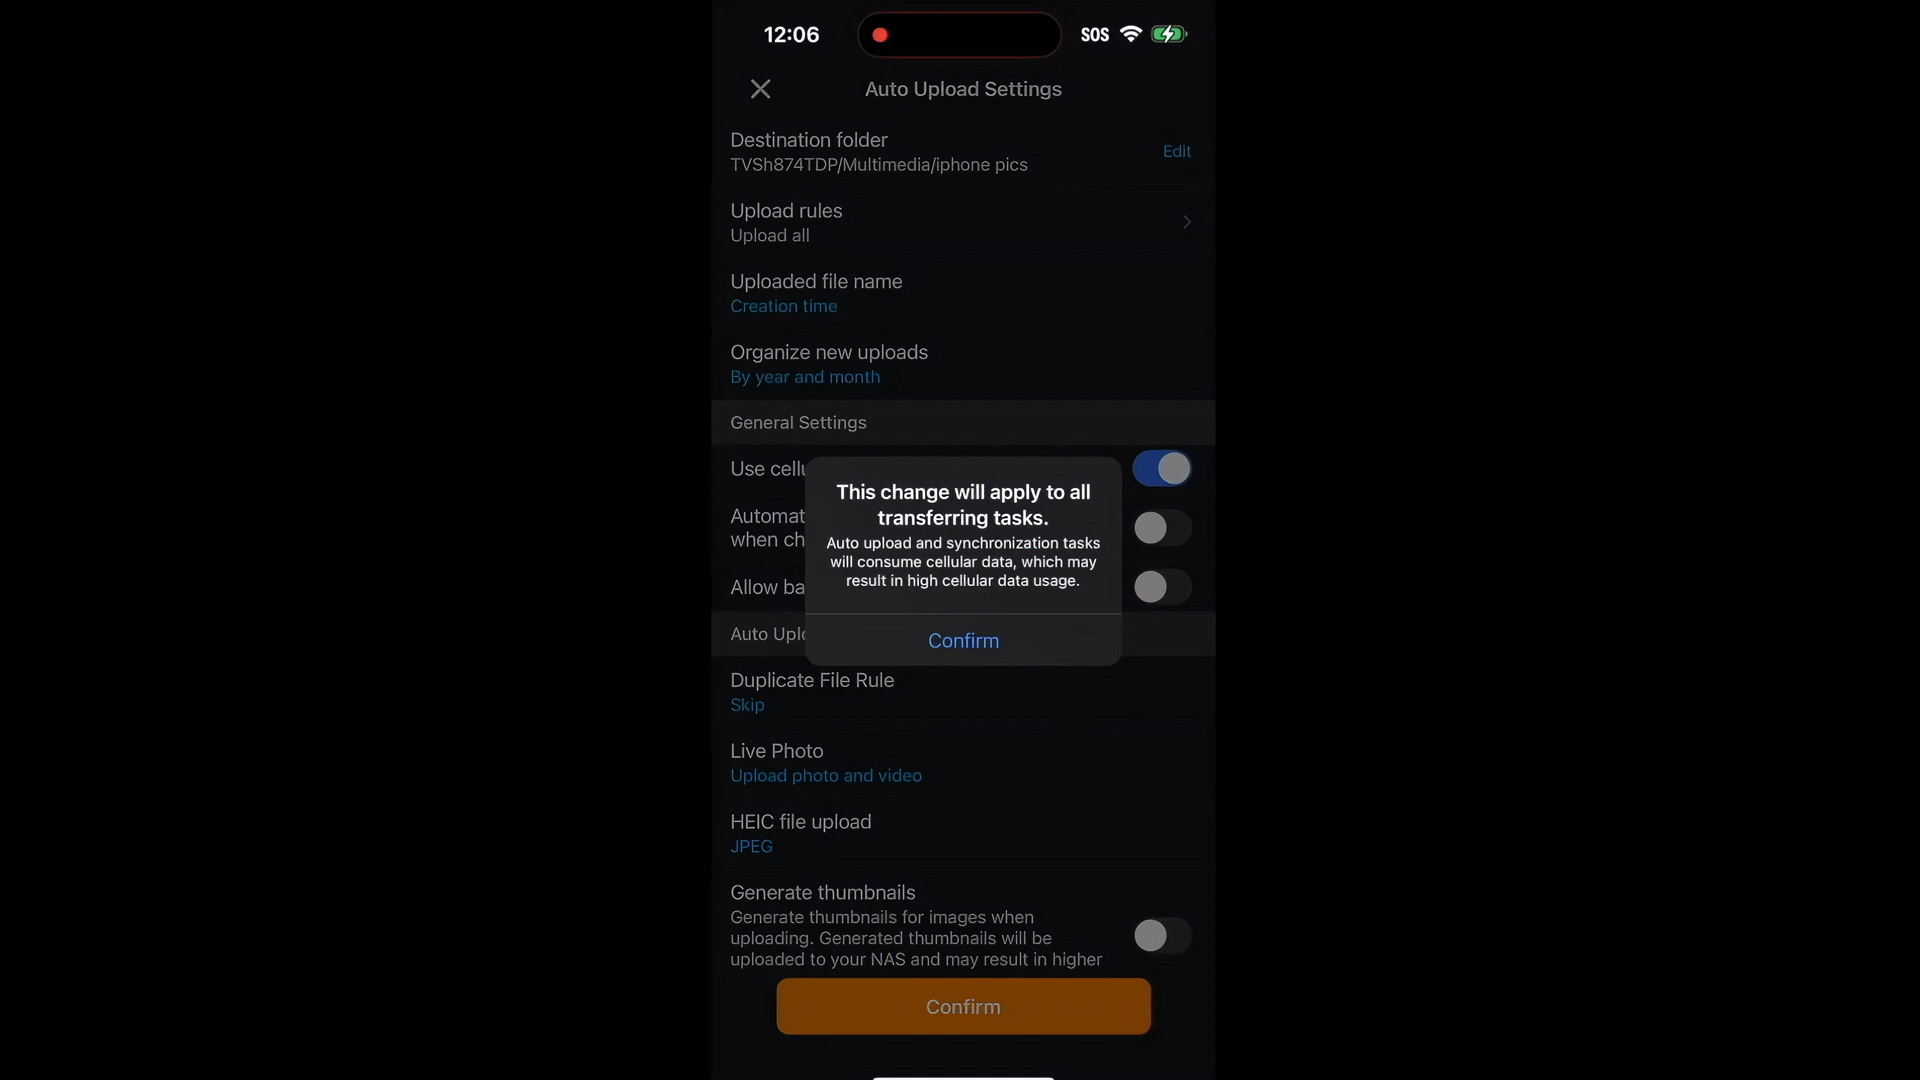 12:06
SOS
Auto Upload Settings
Destination folder
TVSh874TDP/Multimedia/iphone pics
Edit
Upload rules
Upload all
Uploaded file name
Creation time
Organize new uploads
By year and month
General Settings
Use cellu
Automat
when ch
Allow ba
This change will apply to all
transferring tasks.
Auto upload and synchronization tasks
will consume cellular data, which may
result in high cellular data usage.
Confirm
Auto Uplo
Duplicate File Rule
Skip
Live Photo
Upload photo and video
HEIC file upload
JPEG
Generate thumbnails
Generate thumbnails for images when
uploading. Generated thumbnails will be
uploaded to your NAS and may result in higher
Confirm